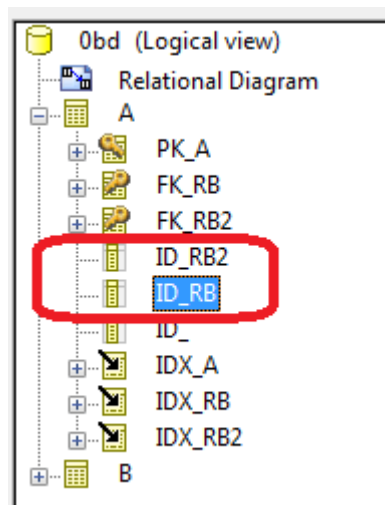 0bd (Logical view)
Relational Diagram
A
PK_A
FK_RB
FK_RB2
ID_RB2
ID_RB
ID_
IDX_A
IDX_RB
IDX_RB2
B